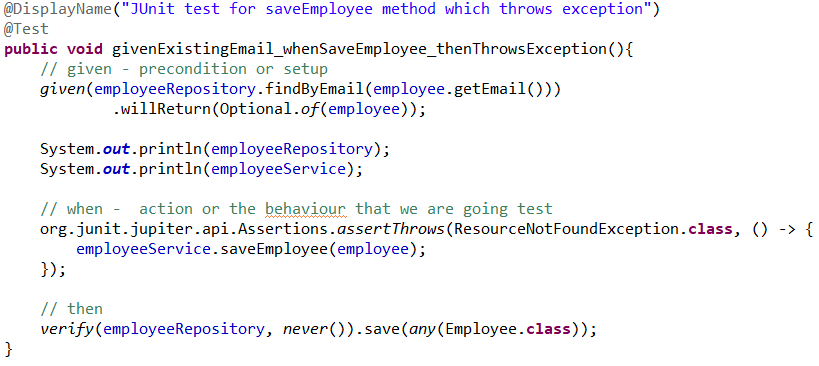 @DisplayName("JUnit test for saveEmployee method which throws exception")
@Test
public void givenExistingEmail_whenSaveEmployee_thenThrowsException(){
    // given - precondition or setup
    given(employeeRepository.findByEmail(employee.getEmail()))
            .willReturn(Optional.of(employee));

    System.out.println(employeeRepository);
    System.out.println(employeeService);

    // when -  action or the behaviour that we are going test
    org.junit.jupiter.api.Assertions.assertThrows(ResourceNotFoundException.class, () -> {
        employeeService.saveEmployee(employee);
    });

    // then
    verify(employeeRepository, never()).save(any(Employee.class));
}